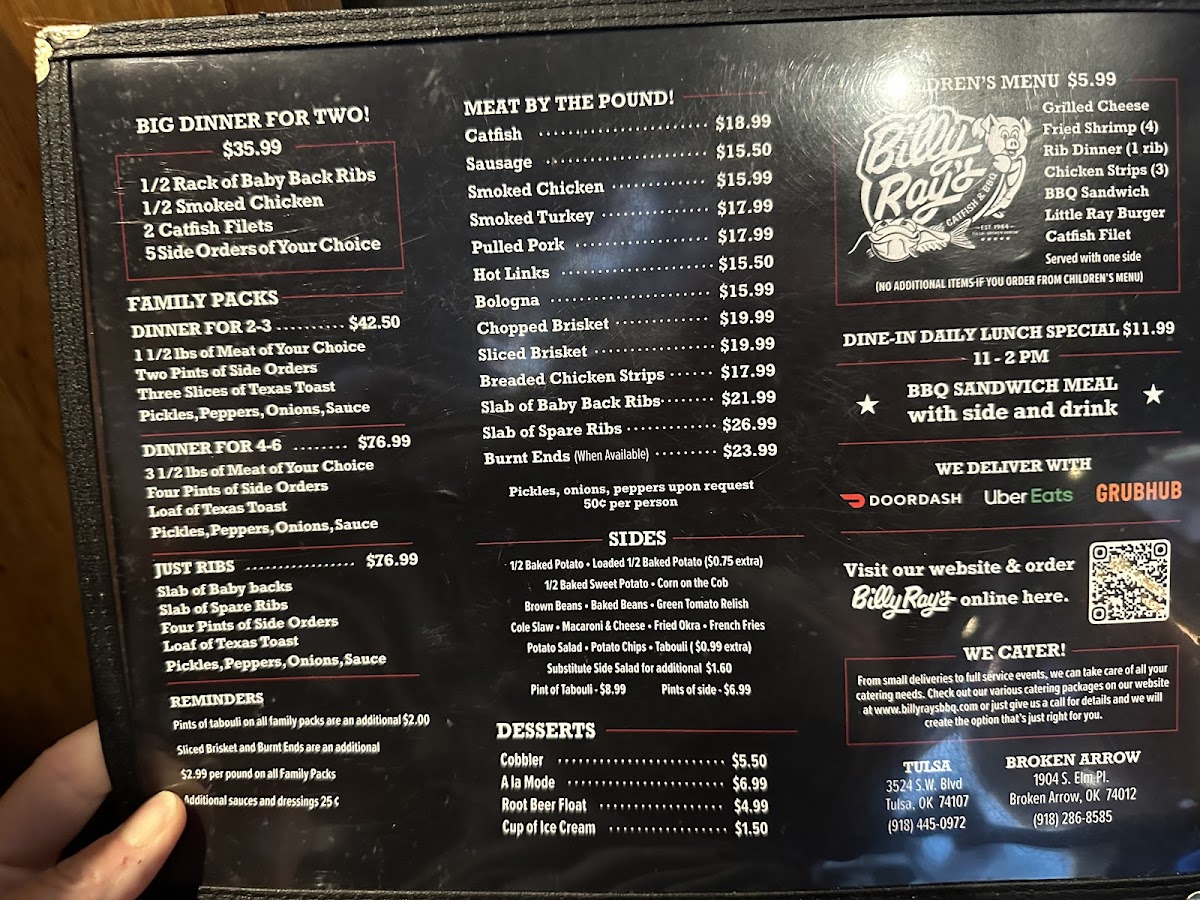 BIG DINNER FOR TWO!
$35.99
1/2 Rack of Baby Back Ribs
1/2 Smoked Chicken
2 Catfish Filets
5 Side Orders of Your Choice
FAMILY PACKS
DINNER FOR 2-3 .......... $42.50
1 1/2 lbs of Meat of Your Choice
Two Pints of Side Orders
Three Slices of Texas Toast
Pickles, Peppers, Onions, Sauce
DINNER FOR 4-6 ........ $76.99
3 1/2 lbs of Meat of Your Choice
Four Pints of Side Orders
Loaf of Texas Toast
Pickles, Peppers, Onions, Sauce
JUST RIBS .................. $76.99
Slab of Baby backs
Slab of Spare Ribs
Four Pints of Side Orders
Loaf of Texas Toast
Pickles, Peppers, Onions, Sauce
REMINDERS
Pints of tabouli on all family packs are an additional $2.00
Sliced Brisket and Burnt Ends are an additional
$2.99 per pound on all Family Packs
Additional sauces and dressings 25¢
MEAT BY THE POUND!
Catfish ........................ $18.99
Sausage ....................... $15.50
Smoked Chicken .............. $15.99
Smoked Turkey ................ $17.99
Pulled Pork .................... $17.99
Hot Links ...................... $15.50
Bologna ........................ $15.99
Chopped Brisket .............. $19.99
Sliced Brisket ................. $19.99
Breaded Chicken Strips ...... $17.99
Slab of Baby Back Ribs ....... $21.99
Slab of Spare Ribs ............. $26.99
Burnt Ends (When Available) ......... $23.99
Pickles, onions, peppers upon request
50¢ per person
SIDES
1/2 Baked Potato • Loaded 1/2 Baked Potato ($0.75 extra)
1/2 Baked Sweet Potato • Corn on the Cob
Brown Beans • Baked Beans • Green Tomato Relish
Cole Slaw • Macaroni & Cheese • Fried Okra • French Fries
Potato Salad • Potato Chips • Tabouli ( $0.99 extra)
Substitute Side Salad for additional $1.60
Pint of Tabouli - $8.99 Pints of side - $6.99
DESSERTS
Cobbler .......................... $5.50
A la Mode ....................... $6.99
Root Beer Float ................. $4.99
Cup of Ice Cream ................ $1.50
DREN'S MENU $5.99
Billy
Ray's
CATFISH & BBQ
EST 1984
Grilled Cheese
Fried Shrimp (4)
Rib Dinner (1 rib)
Chicken Strips (3)
BBQ Sandwich
Little Ray Burger
Catfish Filet
Served with one side
(NO ADDITIONAL ITEMS IF YOU ORDER FROM CHILDREN'S MENU)
DINE-IN DAILY LUNCH SPECIAL $11.99
11 - 2 PM
BBQ SANDWICH MEAL
with side and drink
WE DELIVER WITH
DOORDASH Uber Eats GRUBHUB
Visit our website & order
Billy Ray's online here.
WE CATER!
From small deliveries to full service events, we can take care of all your
catering needs. Check out our various catering packages on our website
at www.billyraysbbq.com or just give us a call for details and we will
create the option that's just right for you.
TULSA
3524 S.W. Blvd
Tulsa, OK 74107
(918) 445-0972
BROKEN ARROW
1904 S. Elm Pl.
Broken Arrow, OK 74012
(918) 286-8585